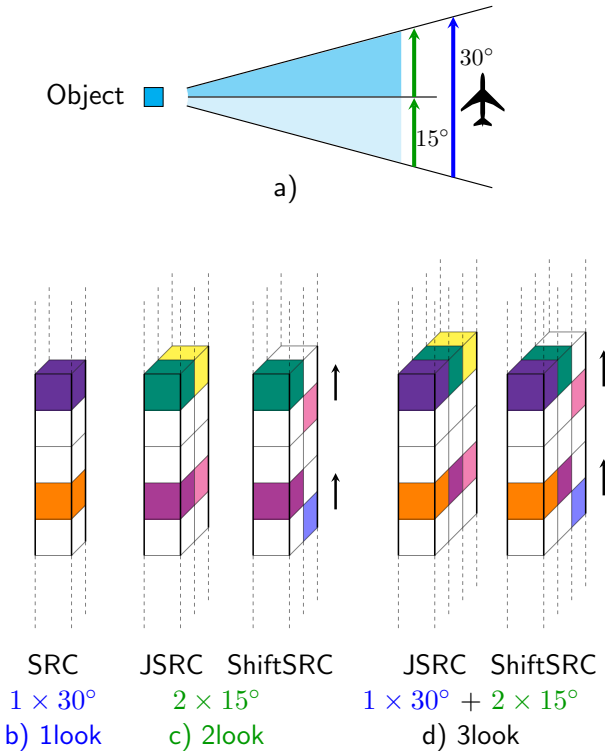 30°
Object
15°
a)
SRC JSRC ShiftSRC JSRC ShiftSRC
1 × 30° 2 × 15° 1 × 30° + 2 × 15°
b) 1look c) 2look d) 3look